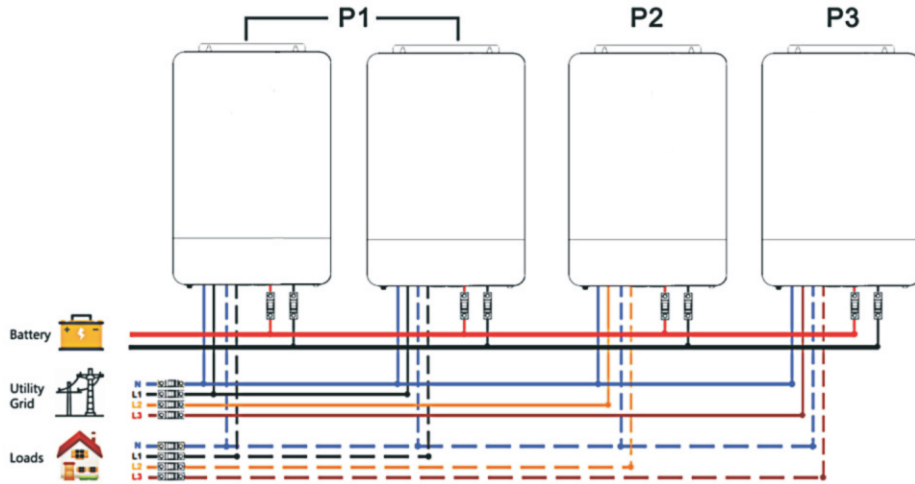 P1 P2 P3
Battery
Utility
Grid
N
L1
L2
L3
Loads
N
L1
L2
L3